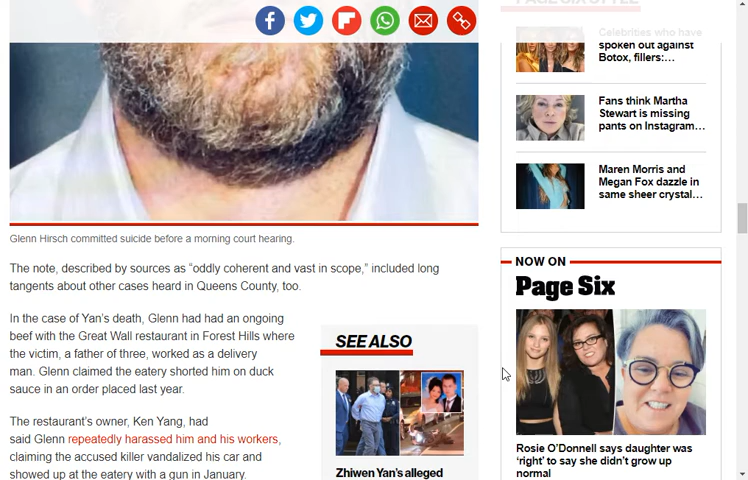 PAGE SIX STYLE
Celebrities who have
spoken out against
Botox, fillers:…
Fans think Martha
Stewart is missing
pants on Instagram…
Maren Morris and
Megan Fox dazzle in
same sheer crystal…
Glenn Hirsch committed suicide before a morning court hearing.
The note, described by sources as “oddly coherent and vast in scope,” included long
tangents about other cases heard in Queens County, too.
In the case of Yan’s death, Glenn had had an ongoing
beef with the Great Wall restaurant in Forest Hills where
the victim, a father of three, worked as a delivery
man. Glenn claimed the eatery shorted him on duck
sauce in an order placed last year.
The restaurant’s owner, Ken Yang, had
said Glenn repeatedly harassed him and his workers,
claiming the accused killer vandalized his car and
showed up at the eatery with a gun in January.
SEE ALSO
Zhiwen Yan’s alleged
NOW ON
Page Six
Rosie O’Donnell says daughter was
‘right’ to say she didn’t grow up
normal